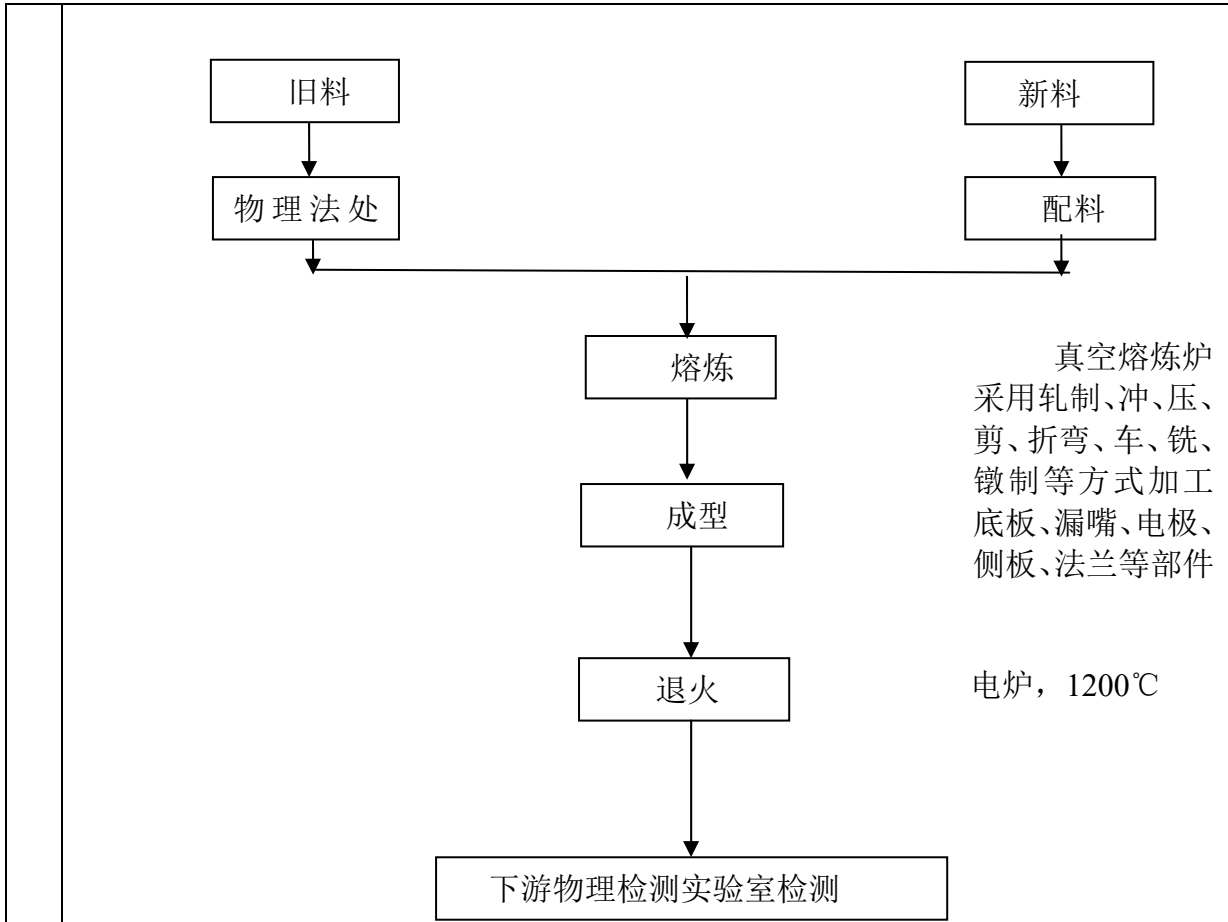 旧料
新料
物理法处
配料
熔炼
真空熔炼炉
采用轧制、冲、压、
剪、折弯、车、铣、
镦制等方式加工
底板、漏嘴、电极、
侧板、法兰等部件
成型
退火
电炉，1200℃
下游物理检测实验室检测